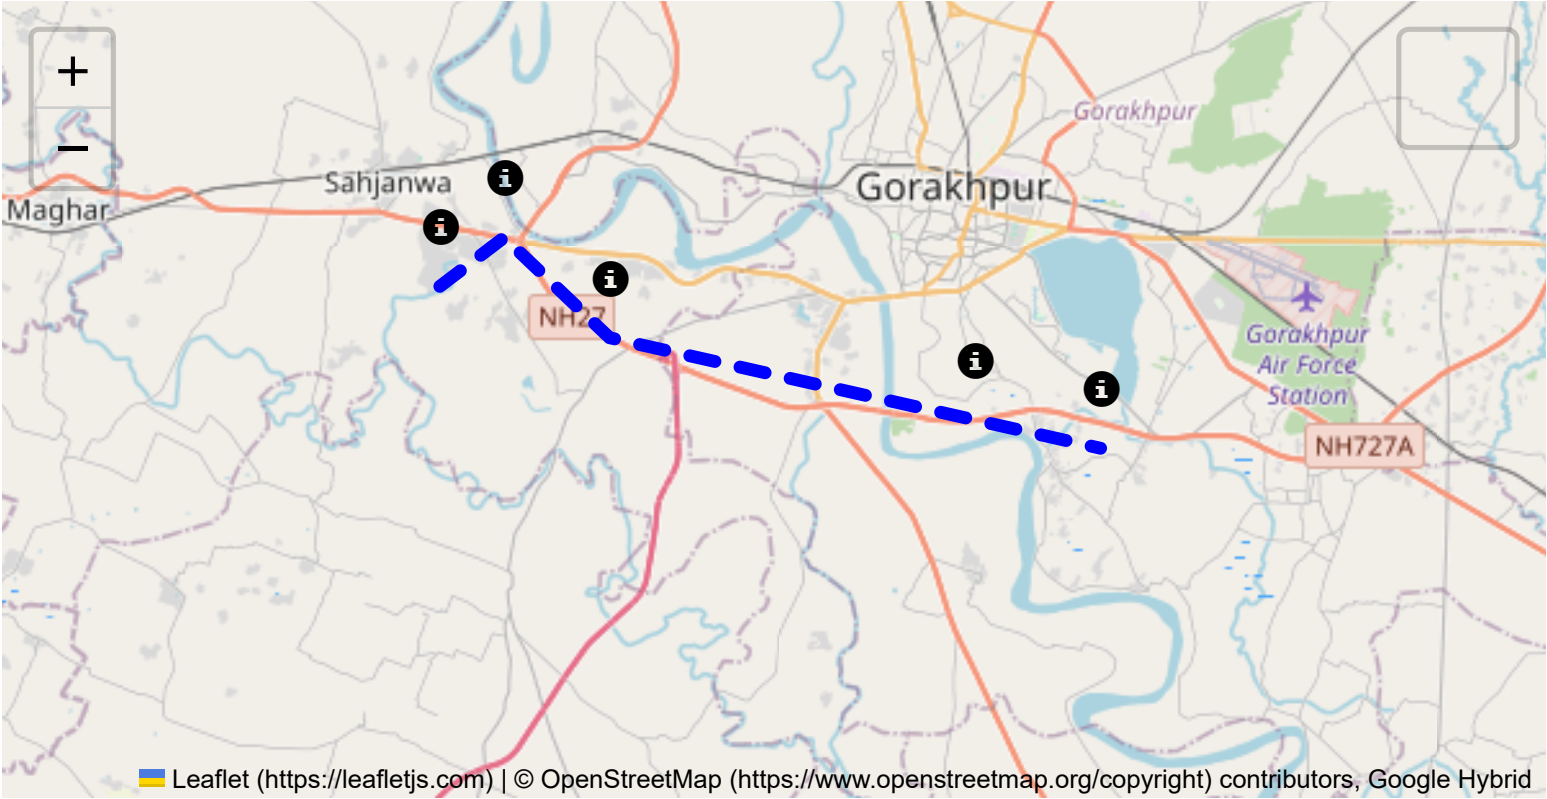 +
−
Gorakhpur
Sahjanwa
Gorakhpur
Maghar
NH27
Gorakhpur
Air Force
Station
NH727A
Leaflet (https://leafletjs.com) | © OpenStreetMap (https://www.openstreetmap.org/copyright) contributors, Google Hybrid